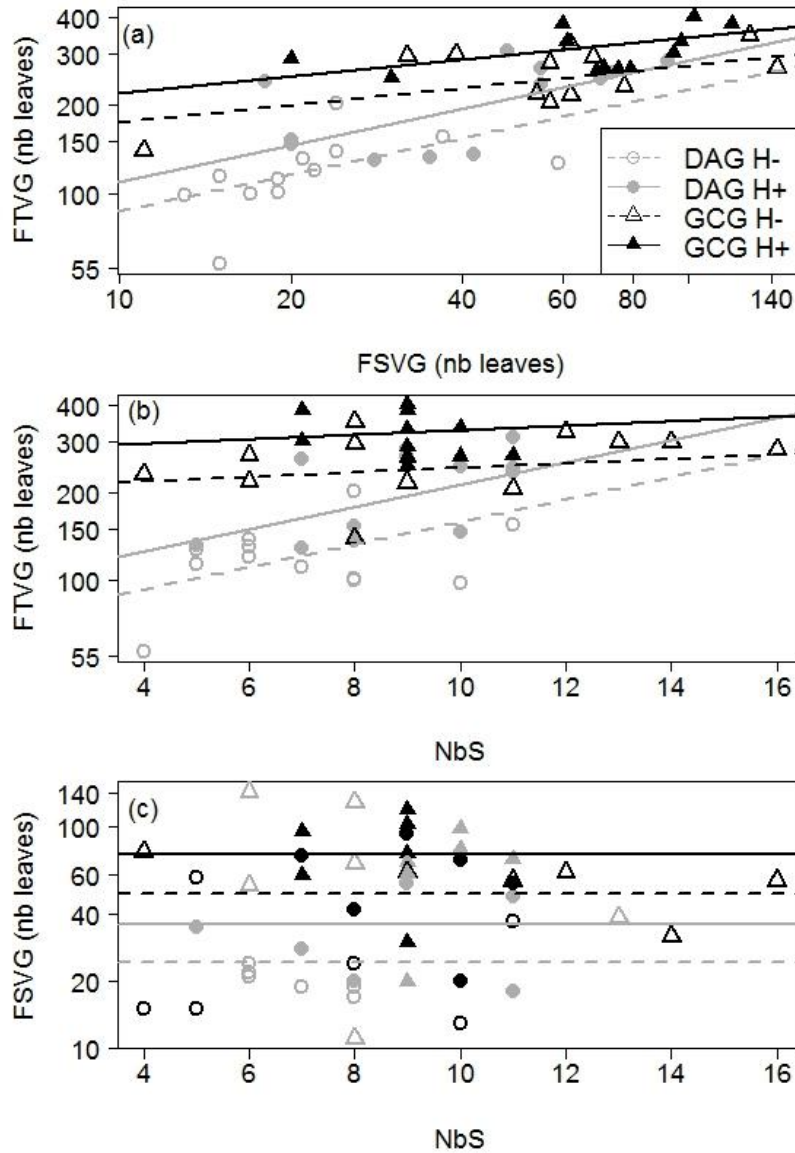 (a)
FTVG (nb leaves)
400
300
200
150
100
55
DAG H-
DAG H+
GCG H-
GCG H+
10 20 40 60 80 140
FSVG (nb leaves)
(b)
FTVG (nb leaves)
400
300
200
150
100
55
4 6 8 10 12 14 16
NbS
(c)
FSVG (nb leaves)
140
100
60
40
20
10
4 6 8 10 12 14 16
NbS